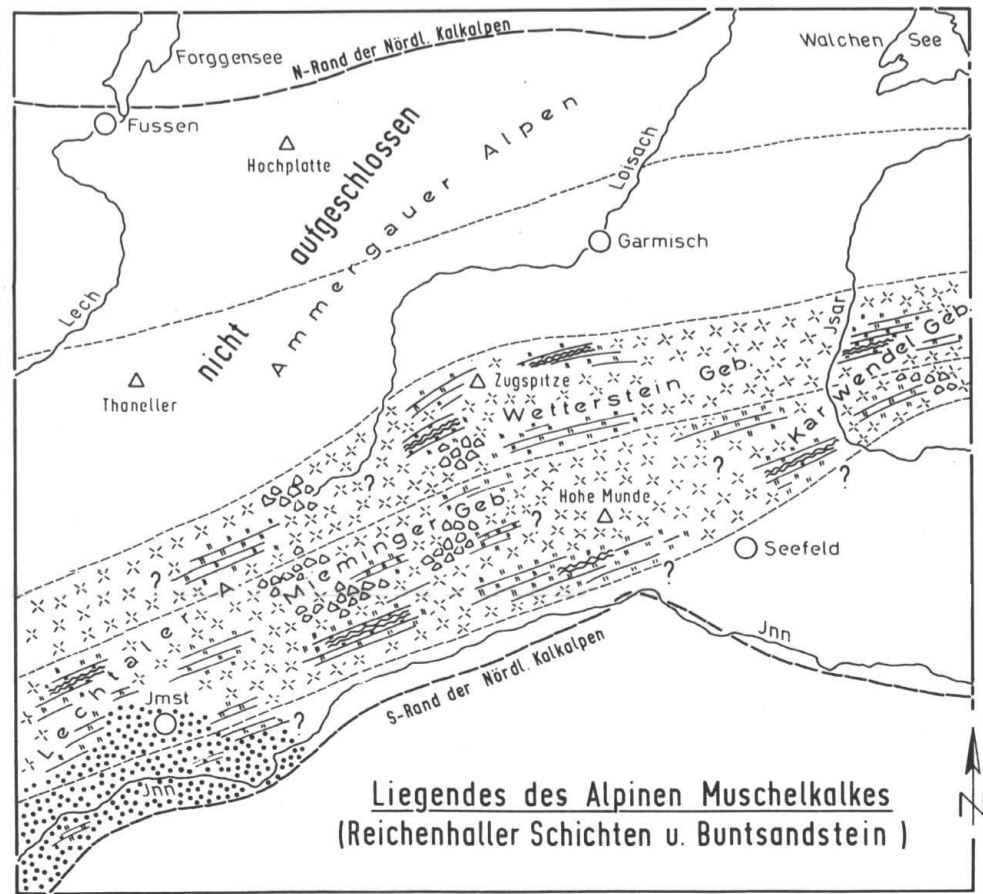 Forggensee
N-Rand der Nördl. Kalkalpen
Walchen See
Fussen
Hochplatte
nicht aufgeschlossen
Ammergauer Alpen
Loisach
Garmisch
Lech
Jsar
Thaneller
Zugspitze
Wetterstein Geb.
Karwendel Geb.
?
?
Hohe Munde
?
?
Mieminger Geb.
Seefeld
?
Lechtaler A.
?
Jnn
S-Rand der Nördl. Kalkalpen
Jmst
?
Jnn
Liegendes des Alpinen Muschelkalkes
(Reichenhaller Schichten u. Buntsandstein )
N